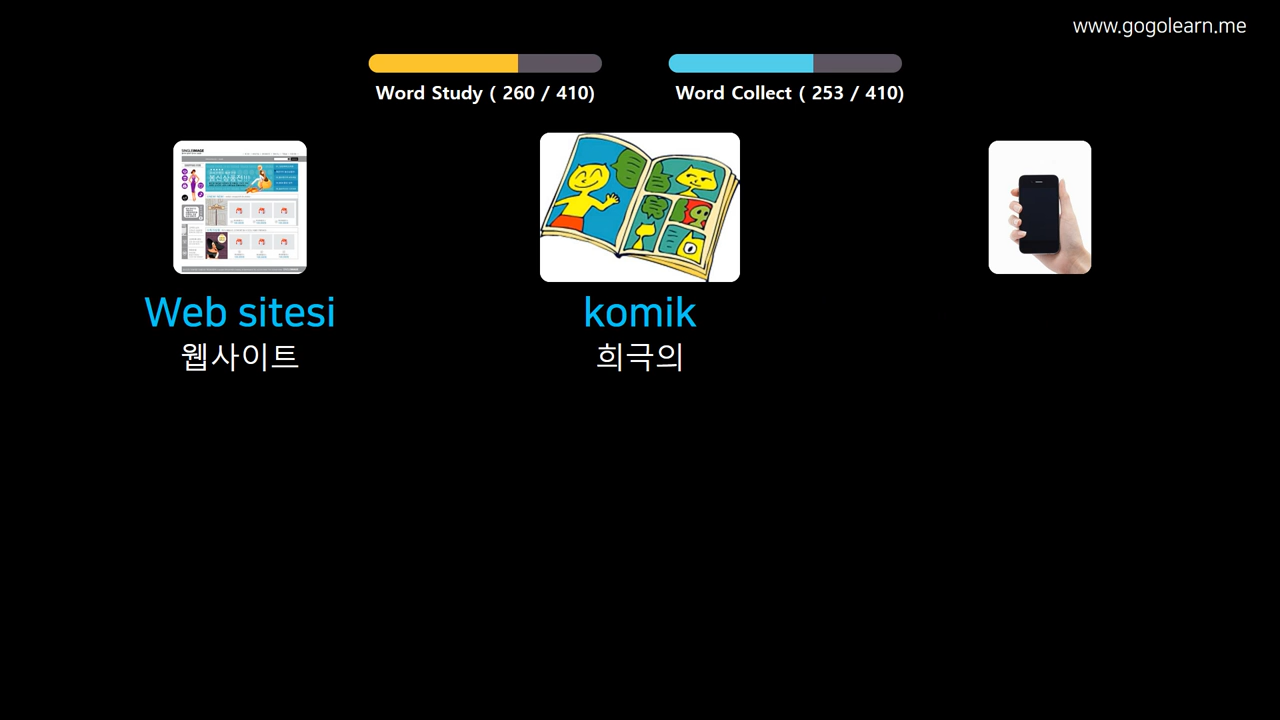 www.gogolearn.me
Word Study ( 260 / 410)
Word Collect ( 253 / 410)
Web sitesi
웹사이트
komik
희극의